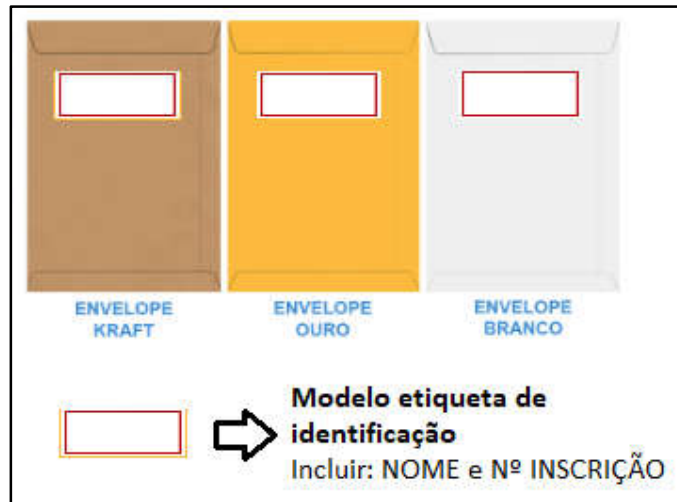 ENVELOPE
KRAFT
ENVELOPE
OURO
ENVELOPE
BRANCO
Modelo etiqueta de
identificação
Incluir: NOME e Nº INSCRIÇÃO